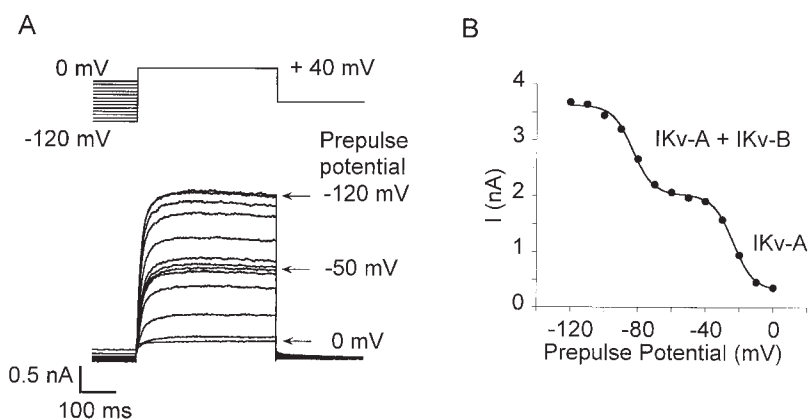 A
0 mV
+ 40 mV
-120 mV
Prepulse
potential
-120 mV
-50 mV
0 mV
0.5 nA
100 ms
B
4
3
2
1
0
I (nA)
IKv-A + IKv-B
IKv-A
-120 -80 -40 0
Prepulse Potential (mV)